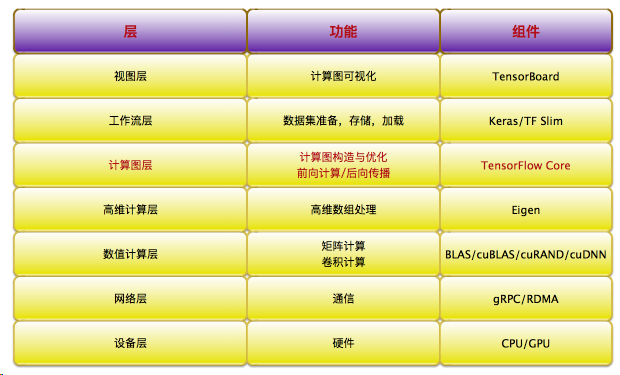 层 功能 组件
视图层 计算图可视化 TensorBoard
工作流层 数据集准备，存储，加载 Keras/TF Slim
计算图层 计算图构造与优化 TensorFlow Core
前向计算/后向传播
高维计算层 高维数组处理 Eigen
数值计算层 矩阵计算 BLAS/cuBLAS/cuRAND/cuDNN
卷积计算
网络层 通信 gRPC/RDMA
设备层 硬件 CPU/GPU